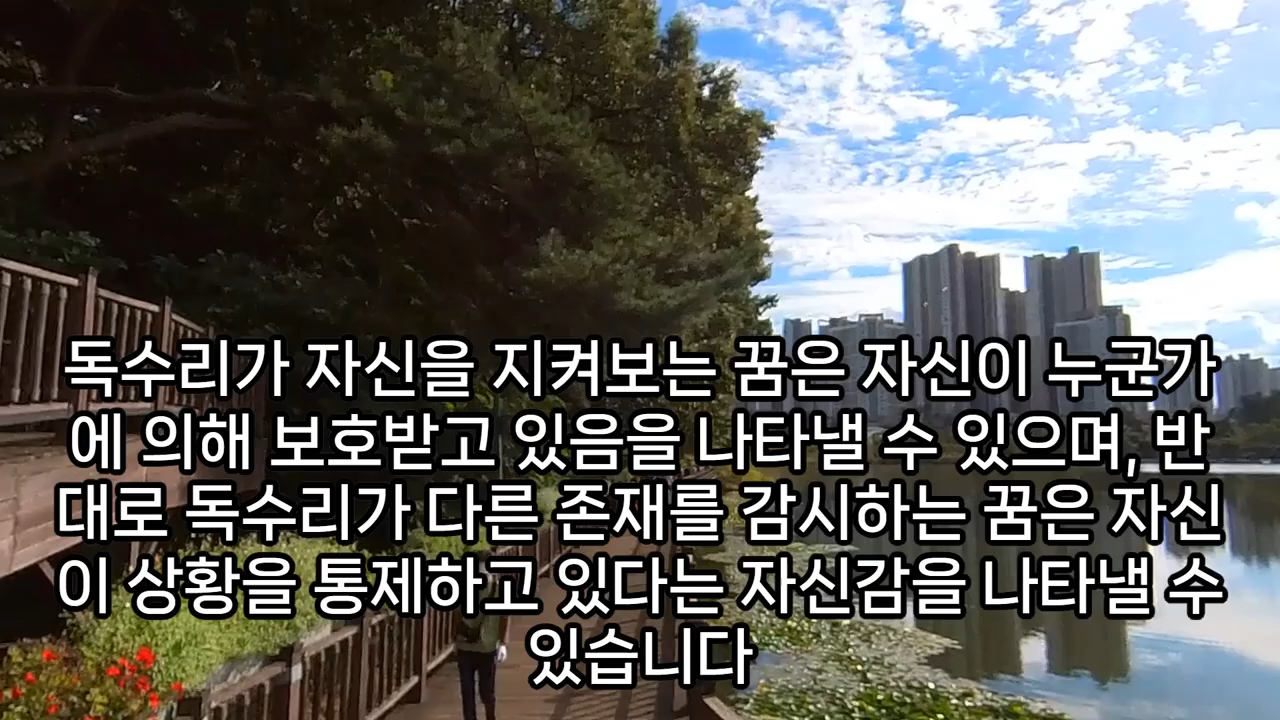 독수리가 자신을 지켜보는 꿈은 자신이 누군가
에 의해 보호받고 있음을 나타낼 수 있으며, 반
대로 독수리가 다른 존재를 감시하는 꿈은 자신
이 상황을 통제하고 있다는 자신감을 나타낼 수
있습니다